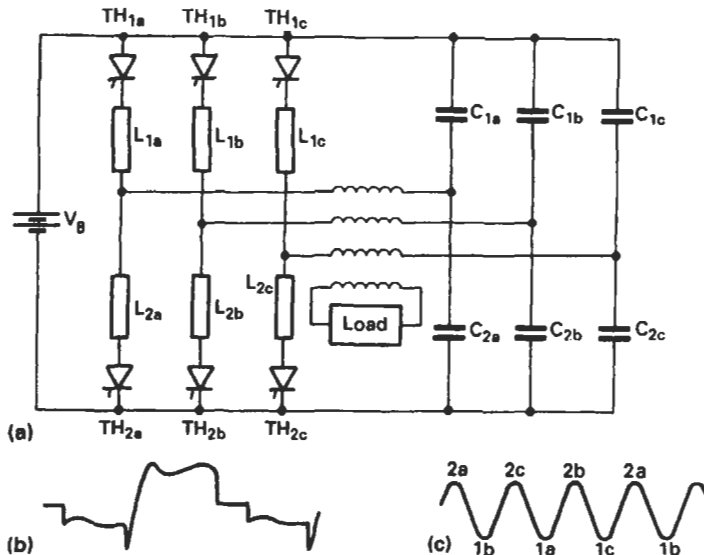 TH1a TH1b TH1c
L1a L1b L1c C1a C1b C1c
VB
L2a L2b L2c Load C2a C2b C2c
(a) TH2a TH2b TH2c
2a 2c 2b 2a
(b) (c) 1b 1a 1c 1b